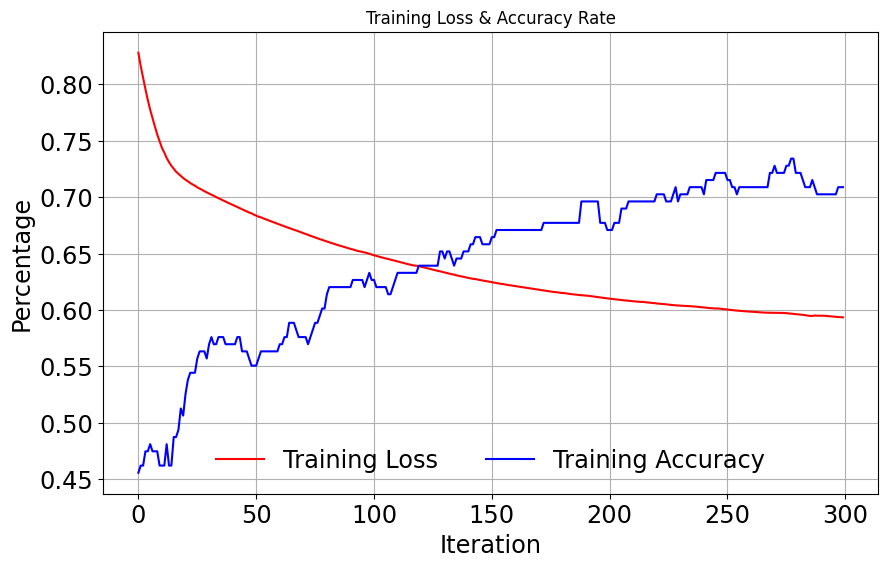 Training Loss & Accuracy Rate
Percentage
0.80
0.75
0.70
0.65
0.60
0.55
0.50
0.45
Training Loss
Training Accuracy
0 50 100 150 200 250 300
Iteration